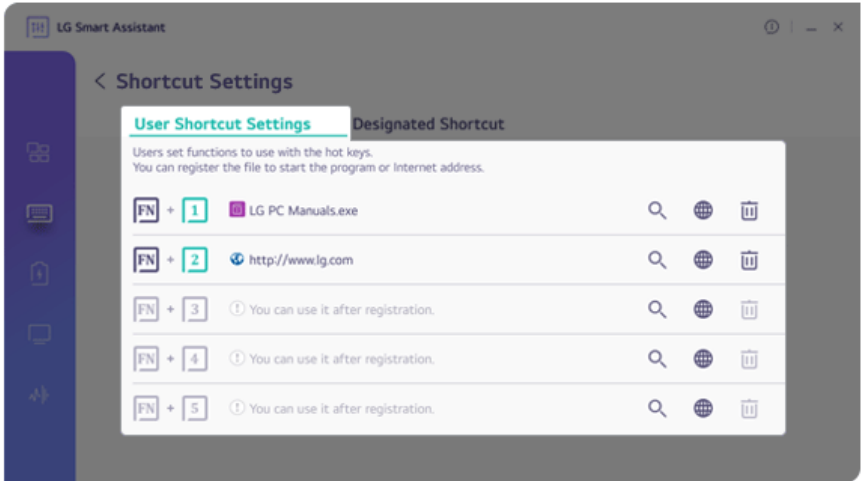 LG Smart Assistant
Shortcut Settings
User Shortcut Settings
Designated Shortcut
Users set functions to use with the hot keys.
You can register the file to start the program or Internet address.
FN + 1 LG PC Manuals.exe
FN + 2 http://www.lg.com
FN + 3 You can use it after registration.
FN + 4 You can use it after registration.
FN + 5 You can use it after registration.